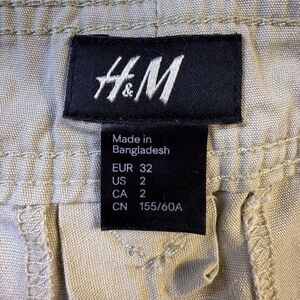 H&M
Made in
Bangladesh
EUR 32
US 2
CA 2
CN 155/60A